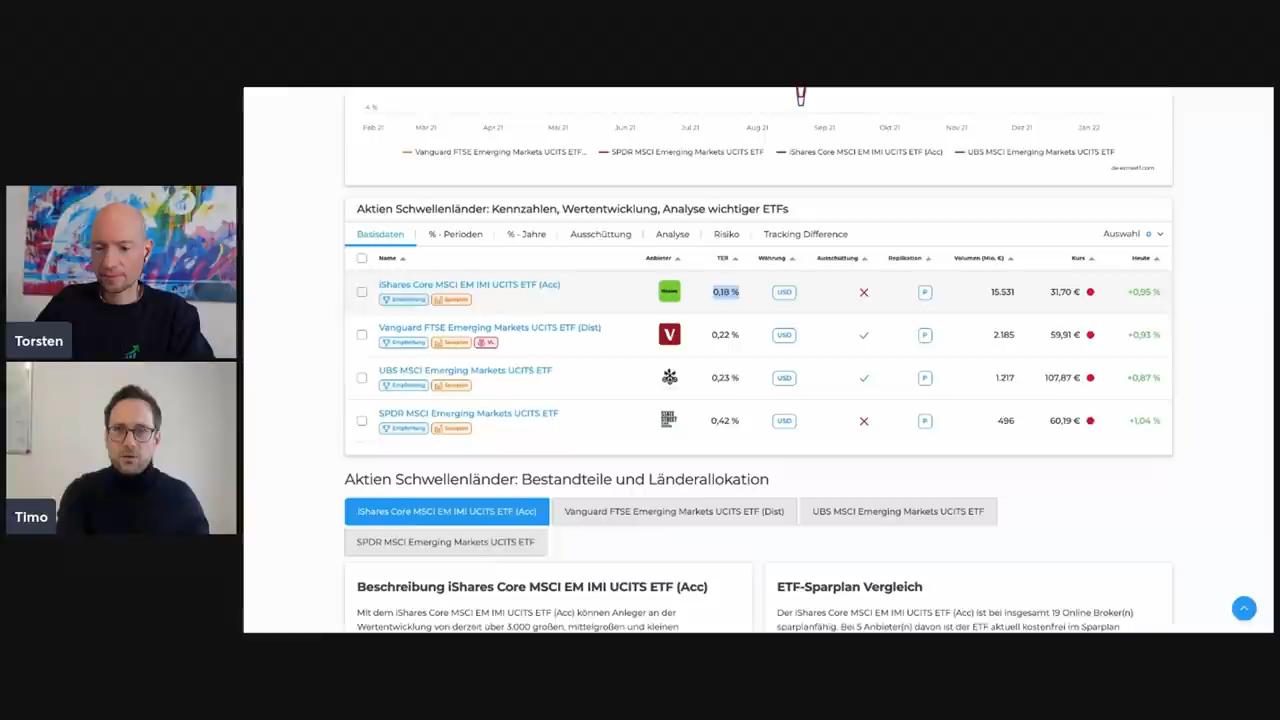 -4 %
Feb 21 Mär 21 Apr 21 Mai 21 Jun 21 Jul 21 Aug 21 Sep 21 Okt 21 Nov 21 Dez 21 Jan 22
Vanguard FTSE Emerging Markets UCITS ETF... SPDR MSCI Emerging Markets UCITS ETF iShares Core MSCI EM IMI UCITS ETF (Acc) UBS MSCI Emerging Markets UCITS ETF
de.extraetf.com
Aktien Schwellenländer: Kennzahlen, Wertentwicklung, Analyse wichtiger ETFs
Basisdaten % - Perioden % - Jahre Ausschüttung Analyse Risiko Tracking Difference Auswahl
Name Anbieter TER Währung Ausschüttung Replikation Volumen (Mio. €) Kurs Heute
iShares Core MSCI EM IMI UCITS ETF (Acc) iShares 0,18 % USD P 15.531 31,70 € +0,95 %
Empfehlung Sparplan
Vanguard FTSE Emerging Markets UCITS ETF (Dist) V 0,22 % USD P 2.185 59,91 € +0,93 %
Empfehlung Sparplan VL
UBS MSCI Emerging Markets UCITS ETF 0,23 % USD P 1.217 107,87 € +0,87 %
Empfehlung Sparplan
SPDR MSCI Emerging Markets UCITS ETF STATE STREET 0,42 % USD P 496 60,19 € +1,04 %
Empfehlung Sparplan
Aktien Schwellenländer: Bestandteile und Länderallokation
iShares Core MSCI EM IMI UCITS ETF (Acc) Vanguard FTSE Emerging Markets UCITS ETF (Dist) UBS MSCI Emerging Markets UCITS ETF
SPDR MSCI Emerging Markets UCITS ETF
Beschreibung iShares Core MSCI EM IMI UCITS ETF (Acc)
Mit dem iShares Core MSCI EM IMI UCITS ETF (Acc) können Anleger an der
Wertentwicklung von derzeit über 3.000 großen, mittelgroßen und kleinen
ETF-Sparplan Vergleich
Der iShares Core MSCI EM IMI UCITS ETF (Acc) ist bei insgesamt 19 Online Broker(n)
sparplanfähig. Bei 5 Anbieter(n) davon ist der ETF aktuell kostenfrei im Sparplan
Torsten
Timo